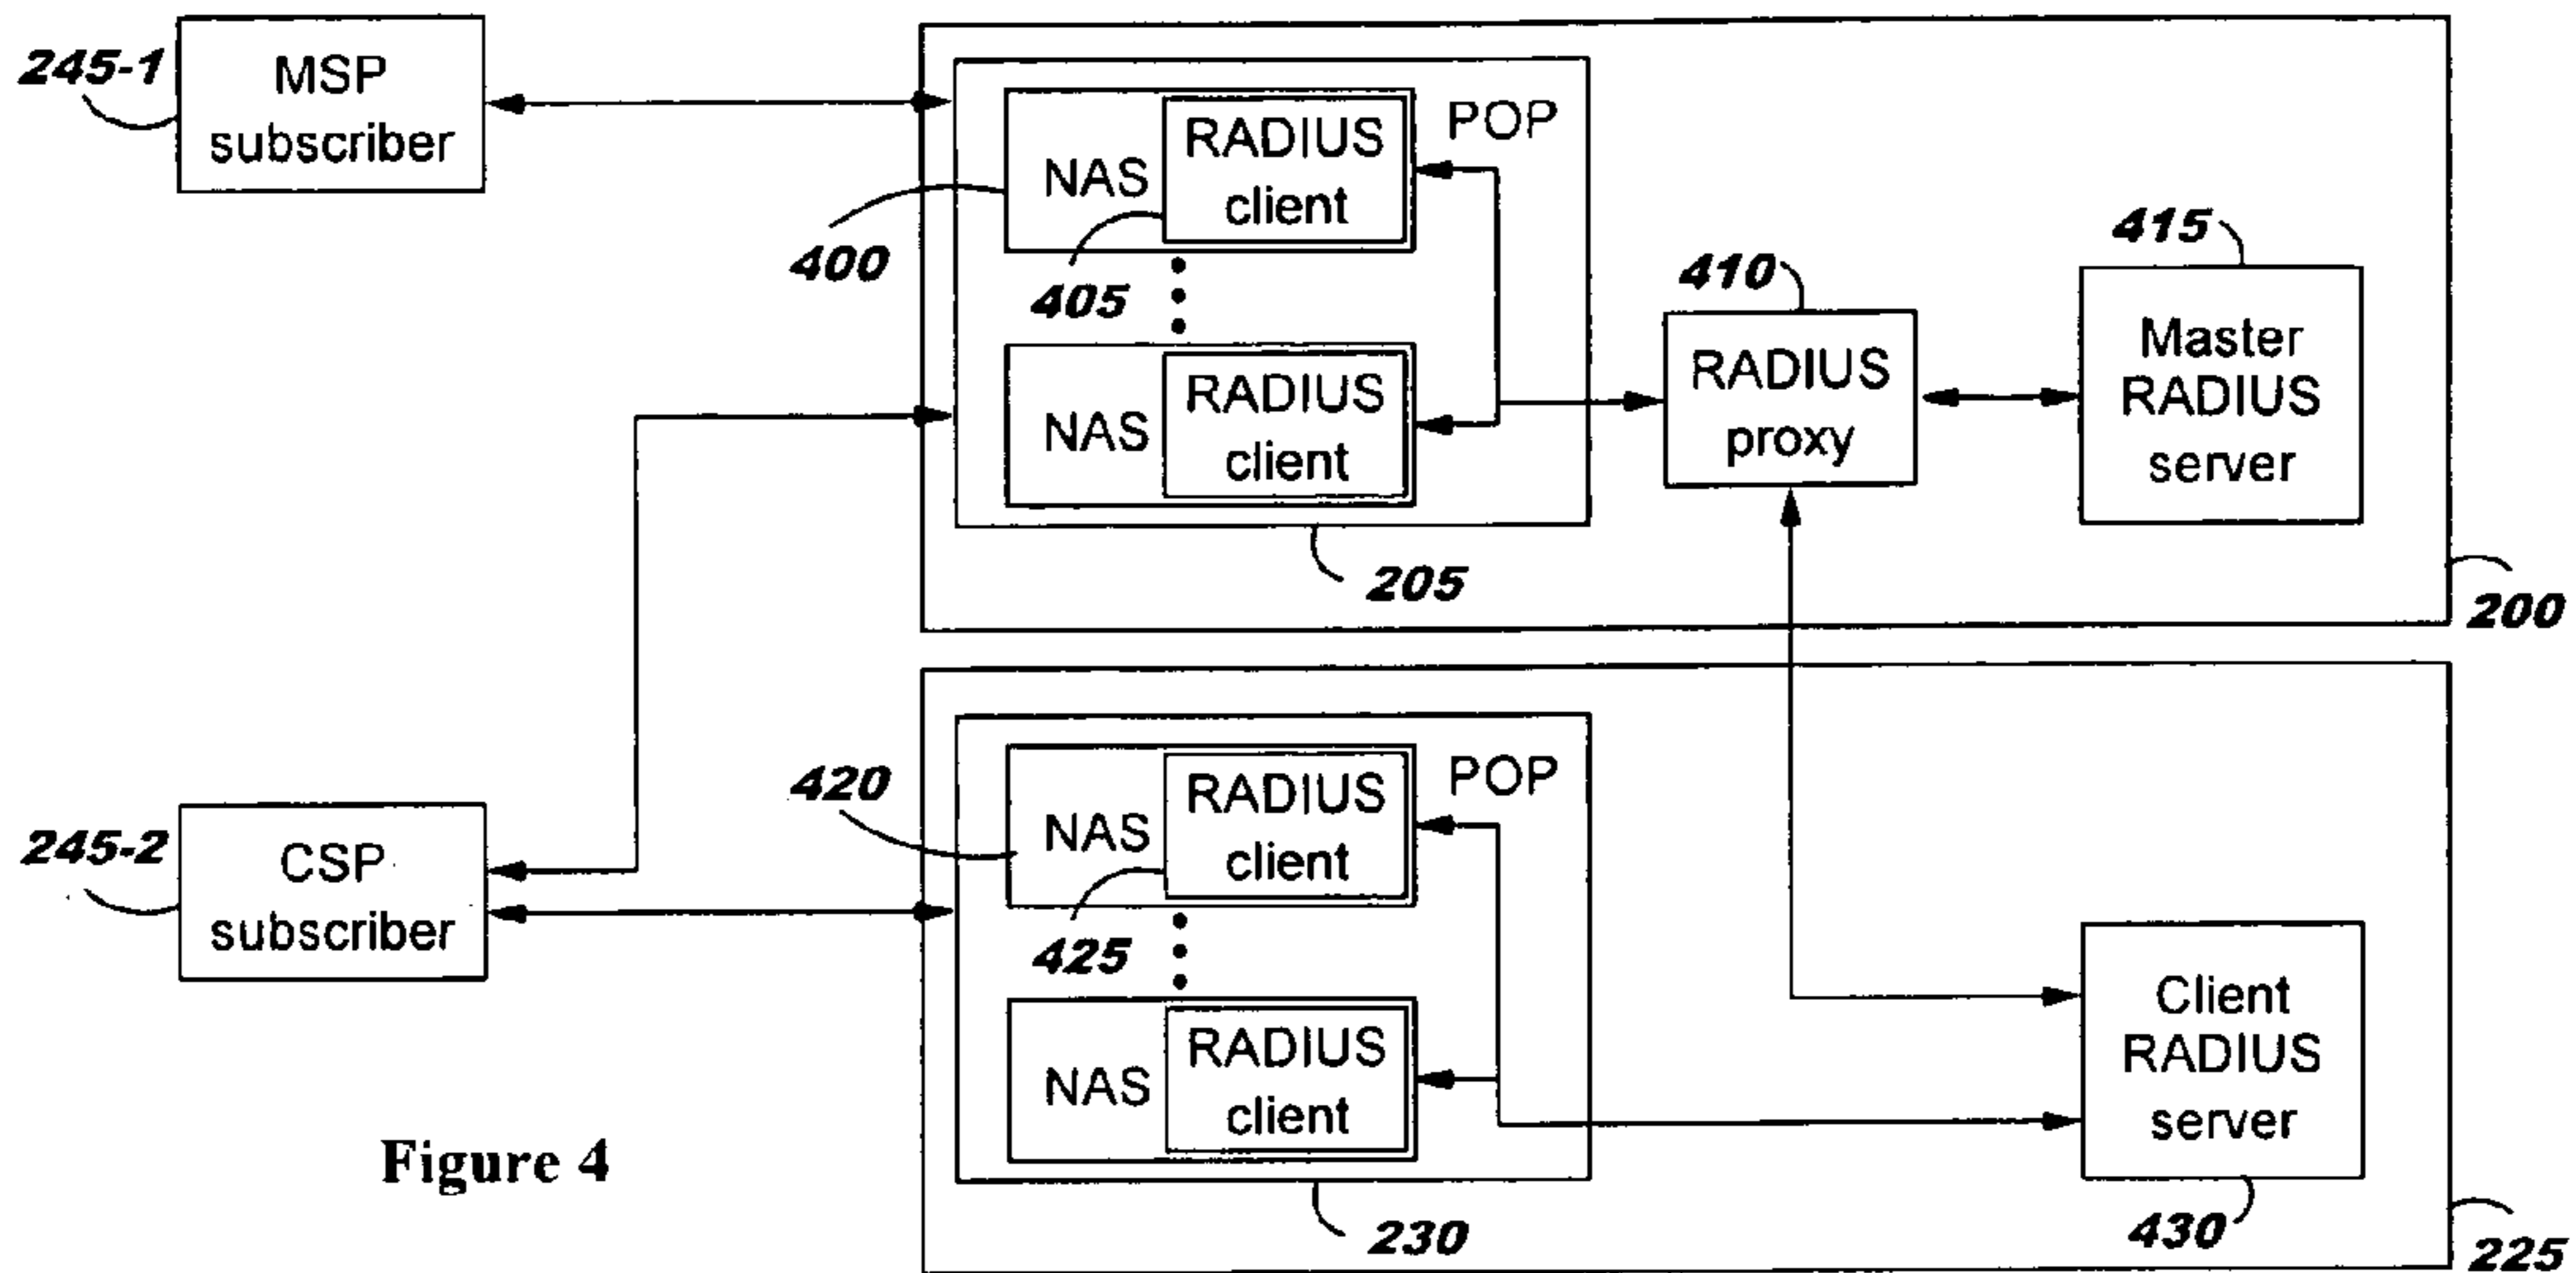 245-1
MSP
subscriber
400
NAS
RADIUS
client
POP
405
NAS
RADIUS
client
205
410
RADIUS
proxy
415
Master
RADIUS
server
200
245-2
CSP
subscriber
420
NAS
RADIUS
client
POP
425
NAS
RADIUS
client
230
Client
RADIUS
server
430
225
Figure 4